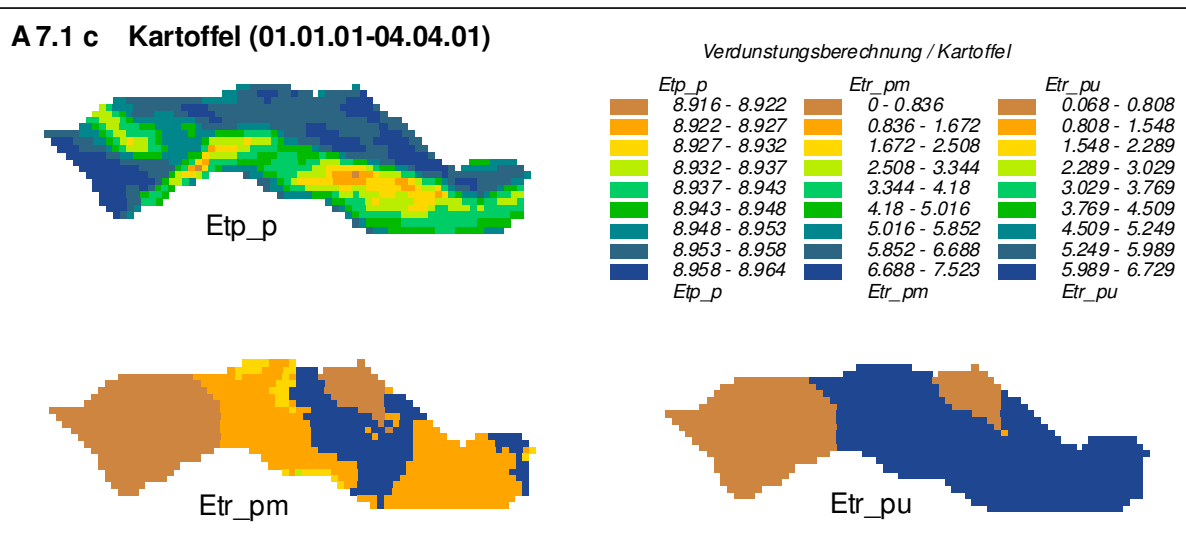 A 7.1 c Kartoffel (01.01.01-04.04.01)
Verdunstungsberechnung / Kartoffel
Etp_p Etr_pm Etr_pu
8.916 - 8.922 0 - 0.836 0.068 - 0.808
8.922 - 8.927 0.836 - 1.672 0.808 - 1.548
8.927 - 8.932 1.672 - 2.508 1.548 - 2.289
8.932 - 8.937 2.508 - 3.344 2.289 - 3.029
8.937 - 8.943 3.344 - 4.18 3.029 - 3.769
8.943 - 8.948 4.18 - 5.016 3.769 - 4.509
8.948 - 8.953 5.016 - 5.852 4.509 - 5.249
8.953 - 8.958 5.852 - 6.688 5.249 - 5.989
8.958 - 8.964 6.688 - 7.523 5.989 - 6.729
Etp_p Etr_pm Etr_pu
Etp_p
Etr_pm
Etr_pu